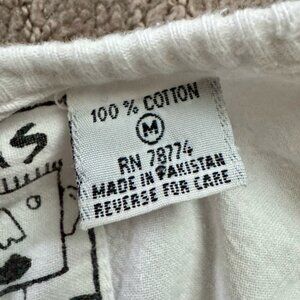 100 % COTTON
M
RN 78774
MADE IN PAKISTAN
REVERSE FOR CARE